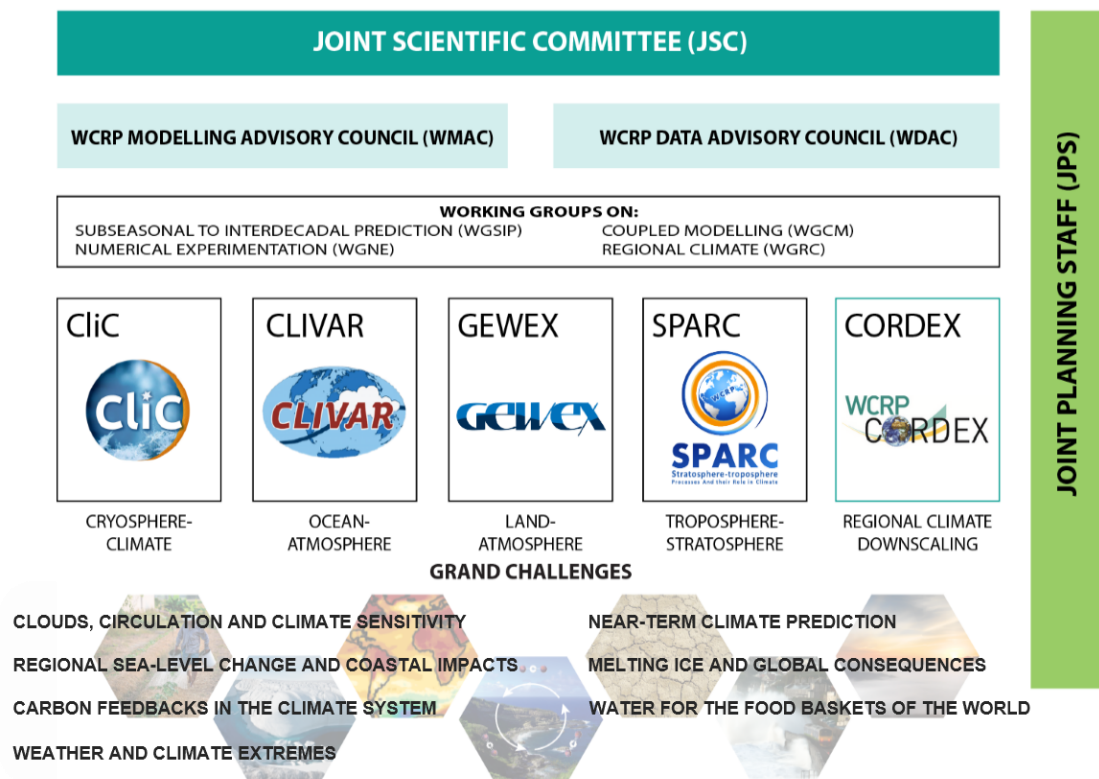 JOINT SCIENTIFIC COMMITTEE (JSC)
WCRP MODELLING ADVISORY COUNCIL (WMAC)
WCRP DATA ADVISORY COUNCIL (WDAC)
WORKING GROUPS ON:
SUBSEASONAL TO INTERDECADAL PREDICTION (WGSIP)
COUPLED MODELLING (WGCM)
NUMERICAL EXPERIMENTATION (WGNE)
REGIONAL CLIMATE (WGRC)
CliC
CliC
CRYOSPHERE-
CLIMATE
CLIVAR
CLIVAR
OCEAN-
ATMOSPHERE
GEWEX
GEWEX
LAND-
ATMOSPHERE
SPARC
WCRP
SPARC
Stratosphere-troposphere
Processes And their Role in Climate
TROPOSPHERE-
STRATOSPHERE
CORDEX
WCRP
CORDEX
REGIONAL CLIMATE
DOWNSCALING
JOINT PLANNING STAFF (JPS)
GRAND CHALLENGES
CLOUDS, CIRCULATION AND CLIMATE SENSITIVITY
REGIONAL SEA-LEVEL CHANGE AND COASTAL IMPACTS
CARBON FEEDBACKS IN THE CLIMATE SYSTEM
WEATHER AND CLIMATE EXTREMES
NEAR-TERM CLIMATE PREDICTION
MELTING ICE AND GLOBAL CONSEQUENCES
WATER FOR THE FOOD BASKETS OF THE WORLD